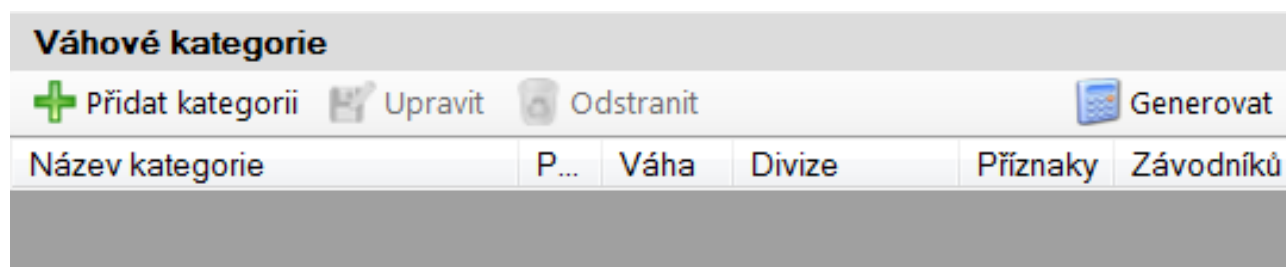 Váhové kategorie
Přidat kategorii Upravit Odstranit Generovat
Název kategorie P... Váha Divize Příznaky Závodníků